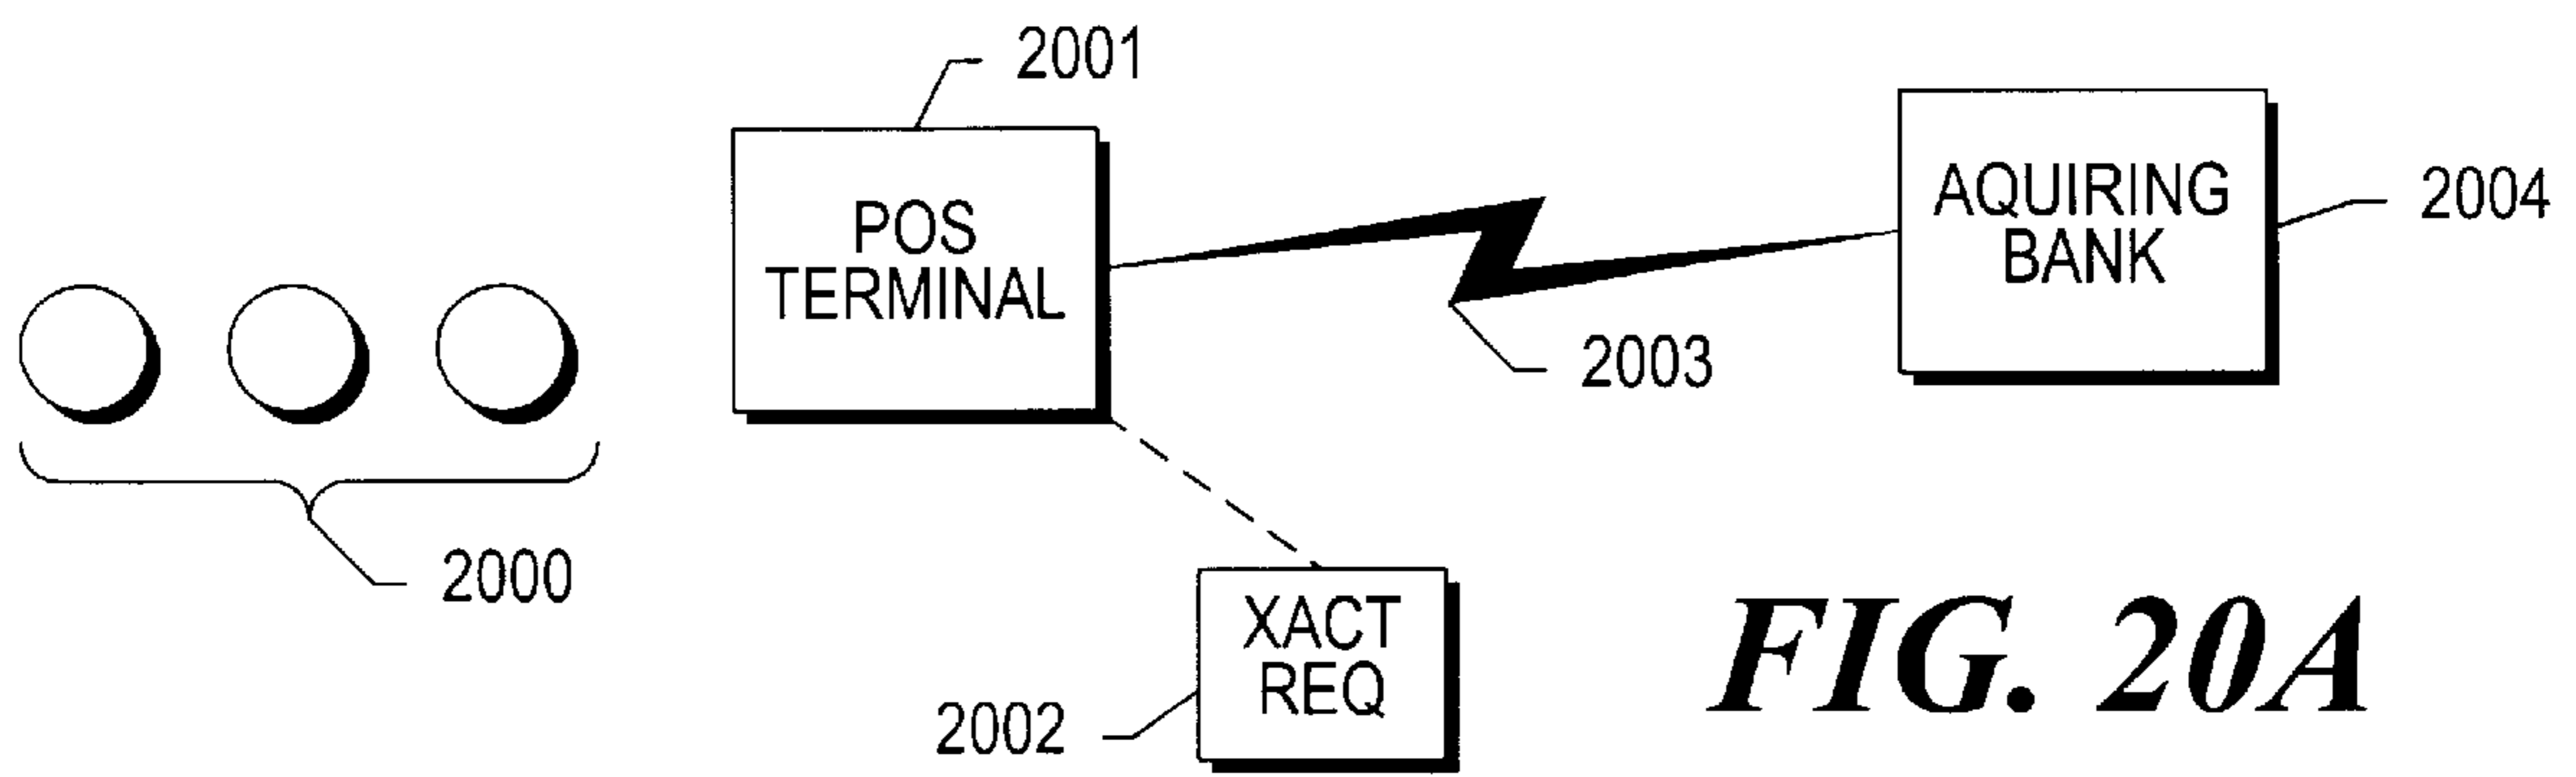 2001
POS
TERMINAL
AQUIRING
BANK
2004
2003
2000
XACT
REQ
2002
FIG. 20A